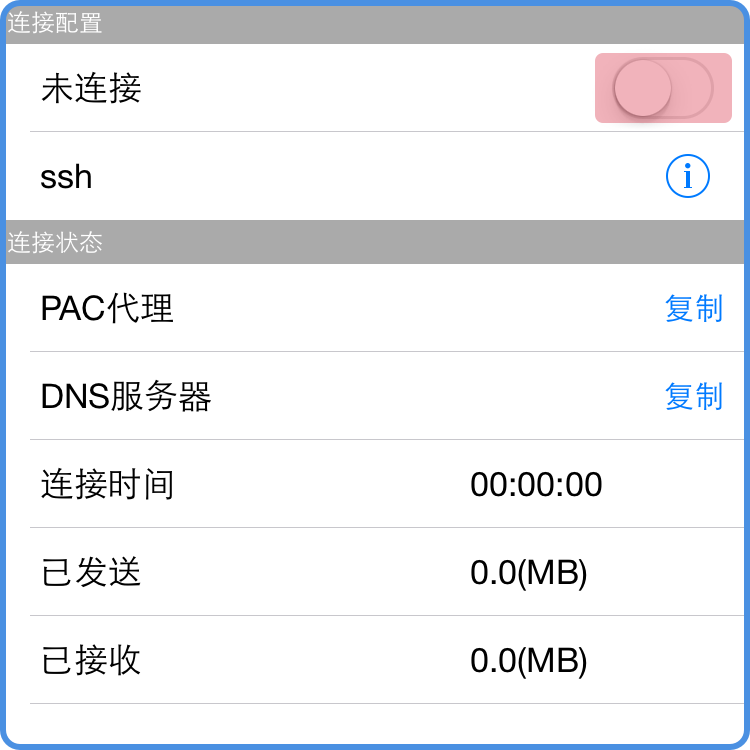 连接配置
未连接
ssh
连接状态
PAC代理 复制
DNS服务器 复制
连接时间 00:00:00
已发送 0.0(MB)
已接收 0.0(MB)